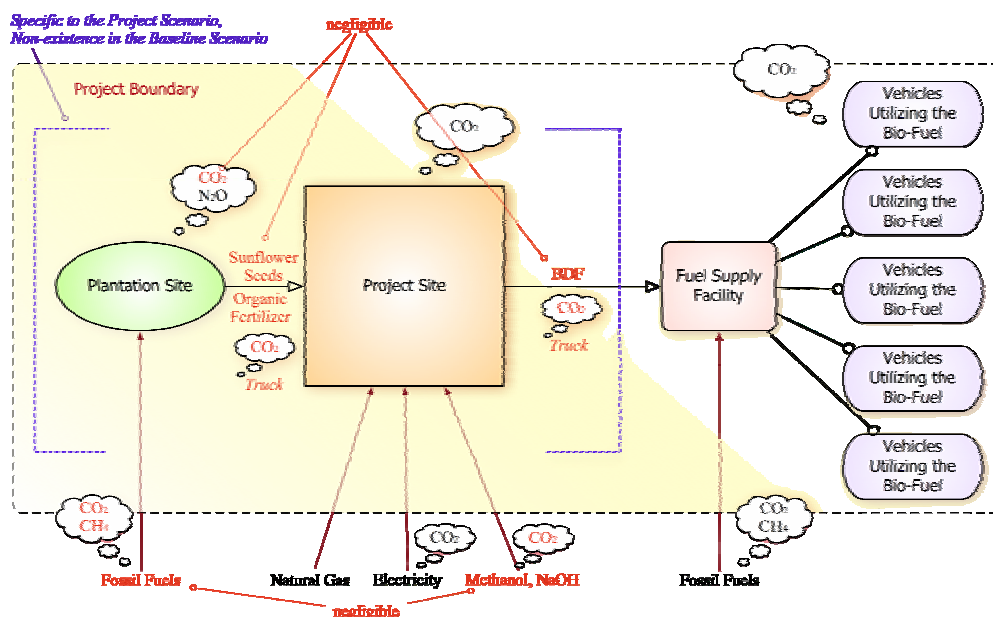 Specific to the Project Scenario,
Non-existence in the Baseline Scenario
negligible
Project Boundary
CO₂
CO₂
CO₂
N₂O
Vehicles
Utilizing the
Bio-Fuel
Vehicles
Utilizing the
Bio-Fuel
Sunflower
Seeds
Plantation Site
Project Site
BDF
Fuel Supply
Facility
Vehicles
Utilizing the
Bio-Fuel
Organic
Fertilizer
CO₂
Truck
CO₂
Truck
Vehicles
Utilizing the
Bio-Fuel
Vehicles
Utilizing the
Bio-Fuel
CO₂
CH₄
CO₂
CO₂
CO₂
CH₄
Fossil Fuels
Natural Gas
Electricity
Methanol, NaOH
Fossil Fuels
negligible